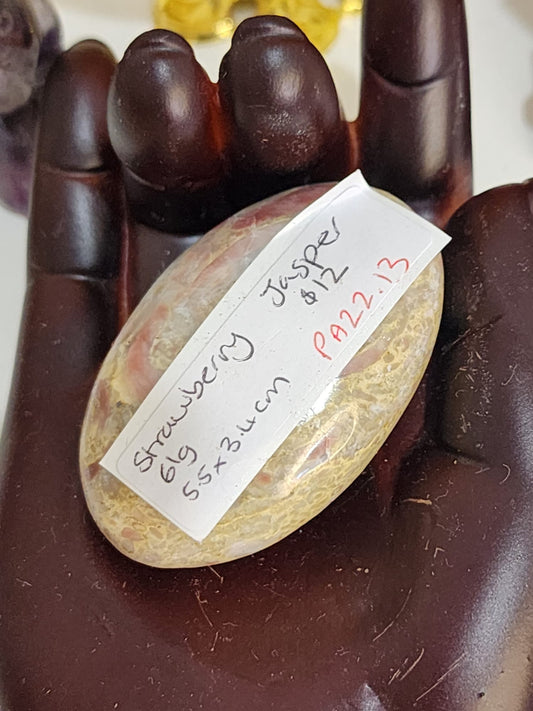 Strawberry Jasper
61g $12
5.5x3.4cm PA22.13